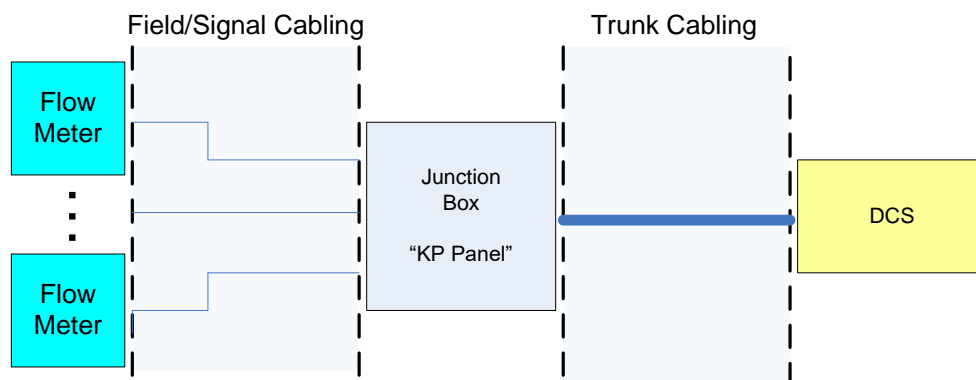 Field/Signal Cabling
Trunk Cabling
Flow
Meter
Junction
Box
“KP Panel”
DCS
Flow
Meter